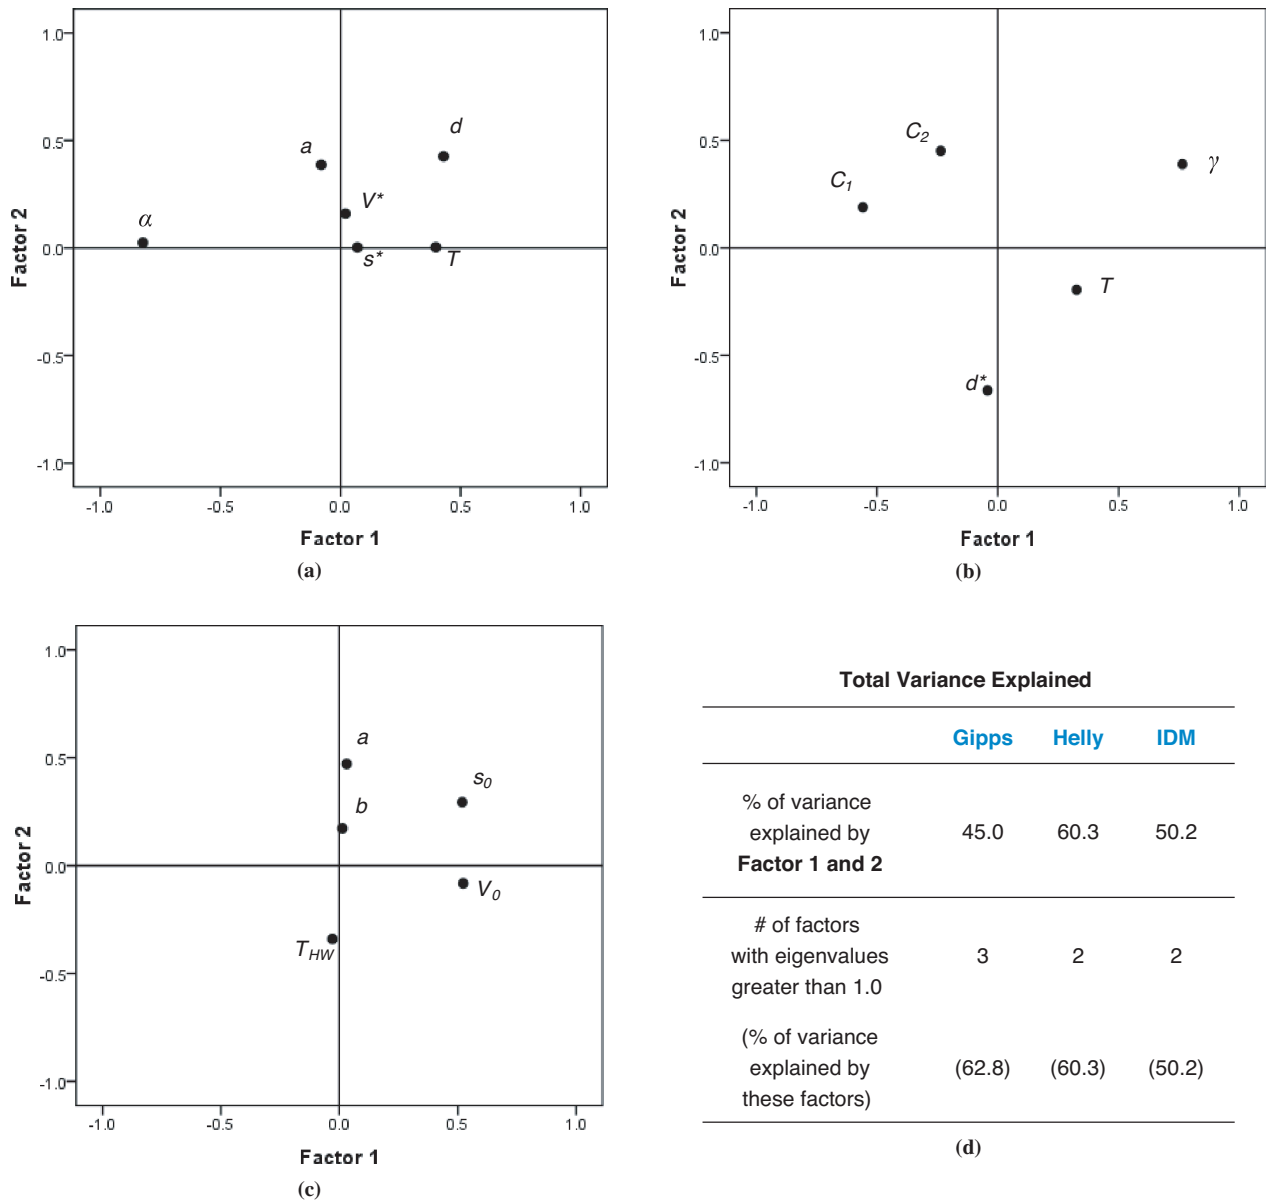 1.0
0.5
0.0
-0.5
-1.0
Factor 2
a
d
V*
α
s*
T
-1.0
-0.5
0.0
0.5
1.0
Factor 1
(a)
1.0
0.5
0.0
-0.5
-1.0
Factor 2
C2
C1
γ
T
d*
-1.0
-0.5
0.0
0.5
1.0
Factor 1
(b)
1.0
0.5
0.0
-0.5
-1.0
Factor 2
a
s0
b
V0
THW
-1.0
-0.5
0.0
0.5
1.0
Factor 1
(c)
Total Variance Explained
Gipps Helly IDM
% of variance
explained by 45.0 60.3 50.2
Factor 1 and 2
# of factors
with eigenvalues 3 2 2
greater than 1.0
(% of variance
explained by (62.8) (60.3) (50.2)
these factors)
(d)